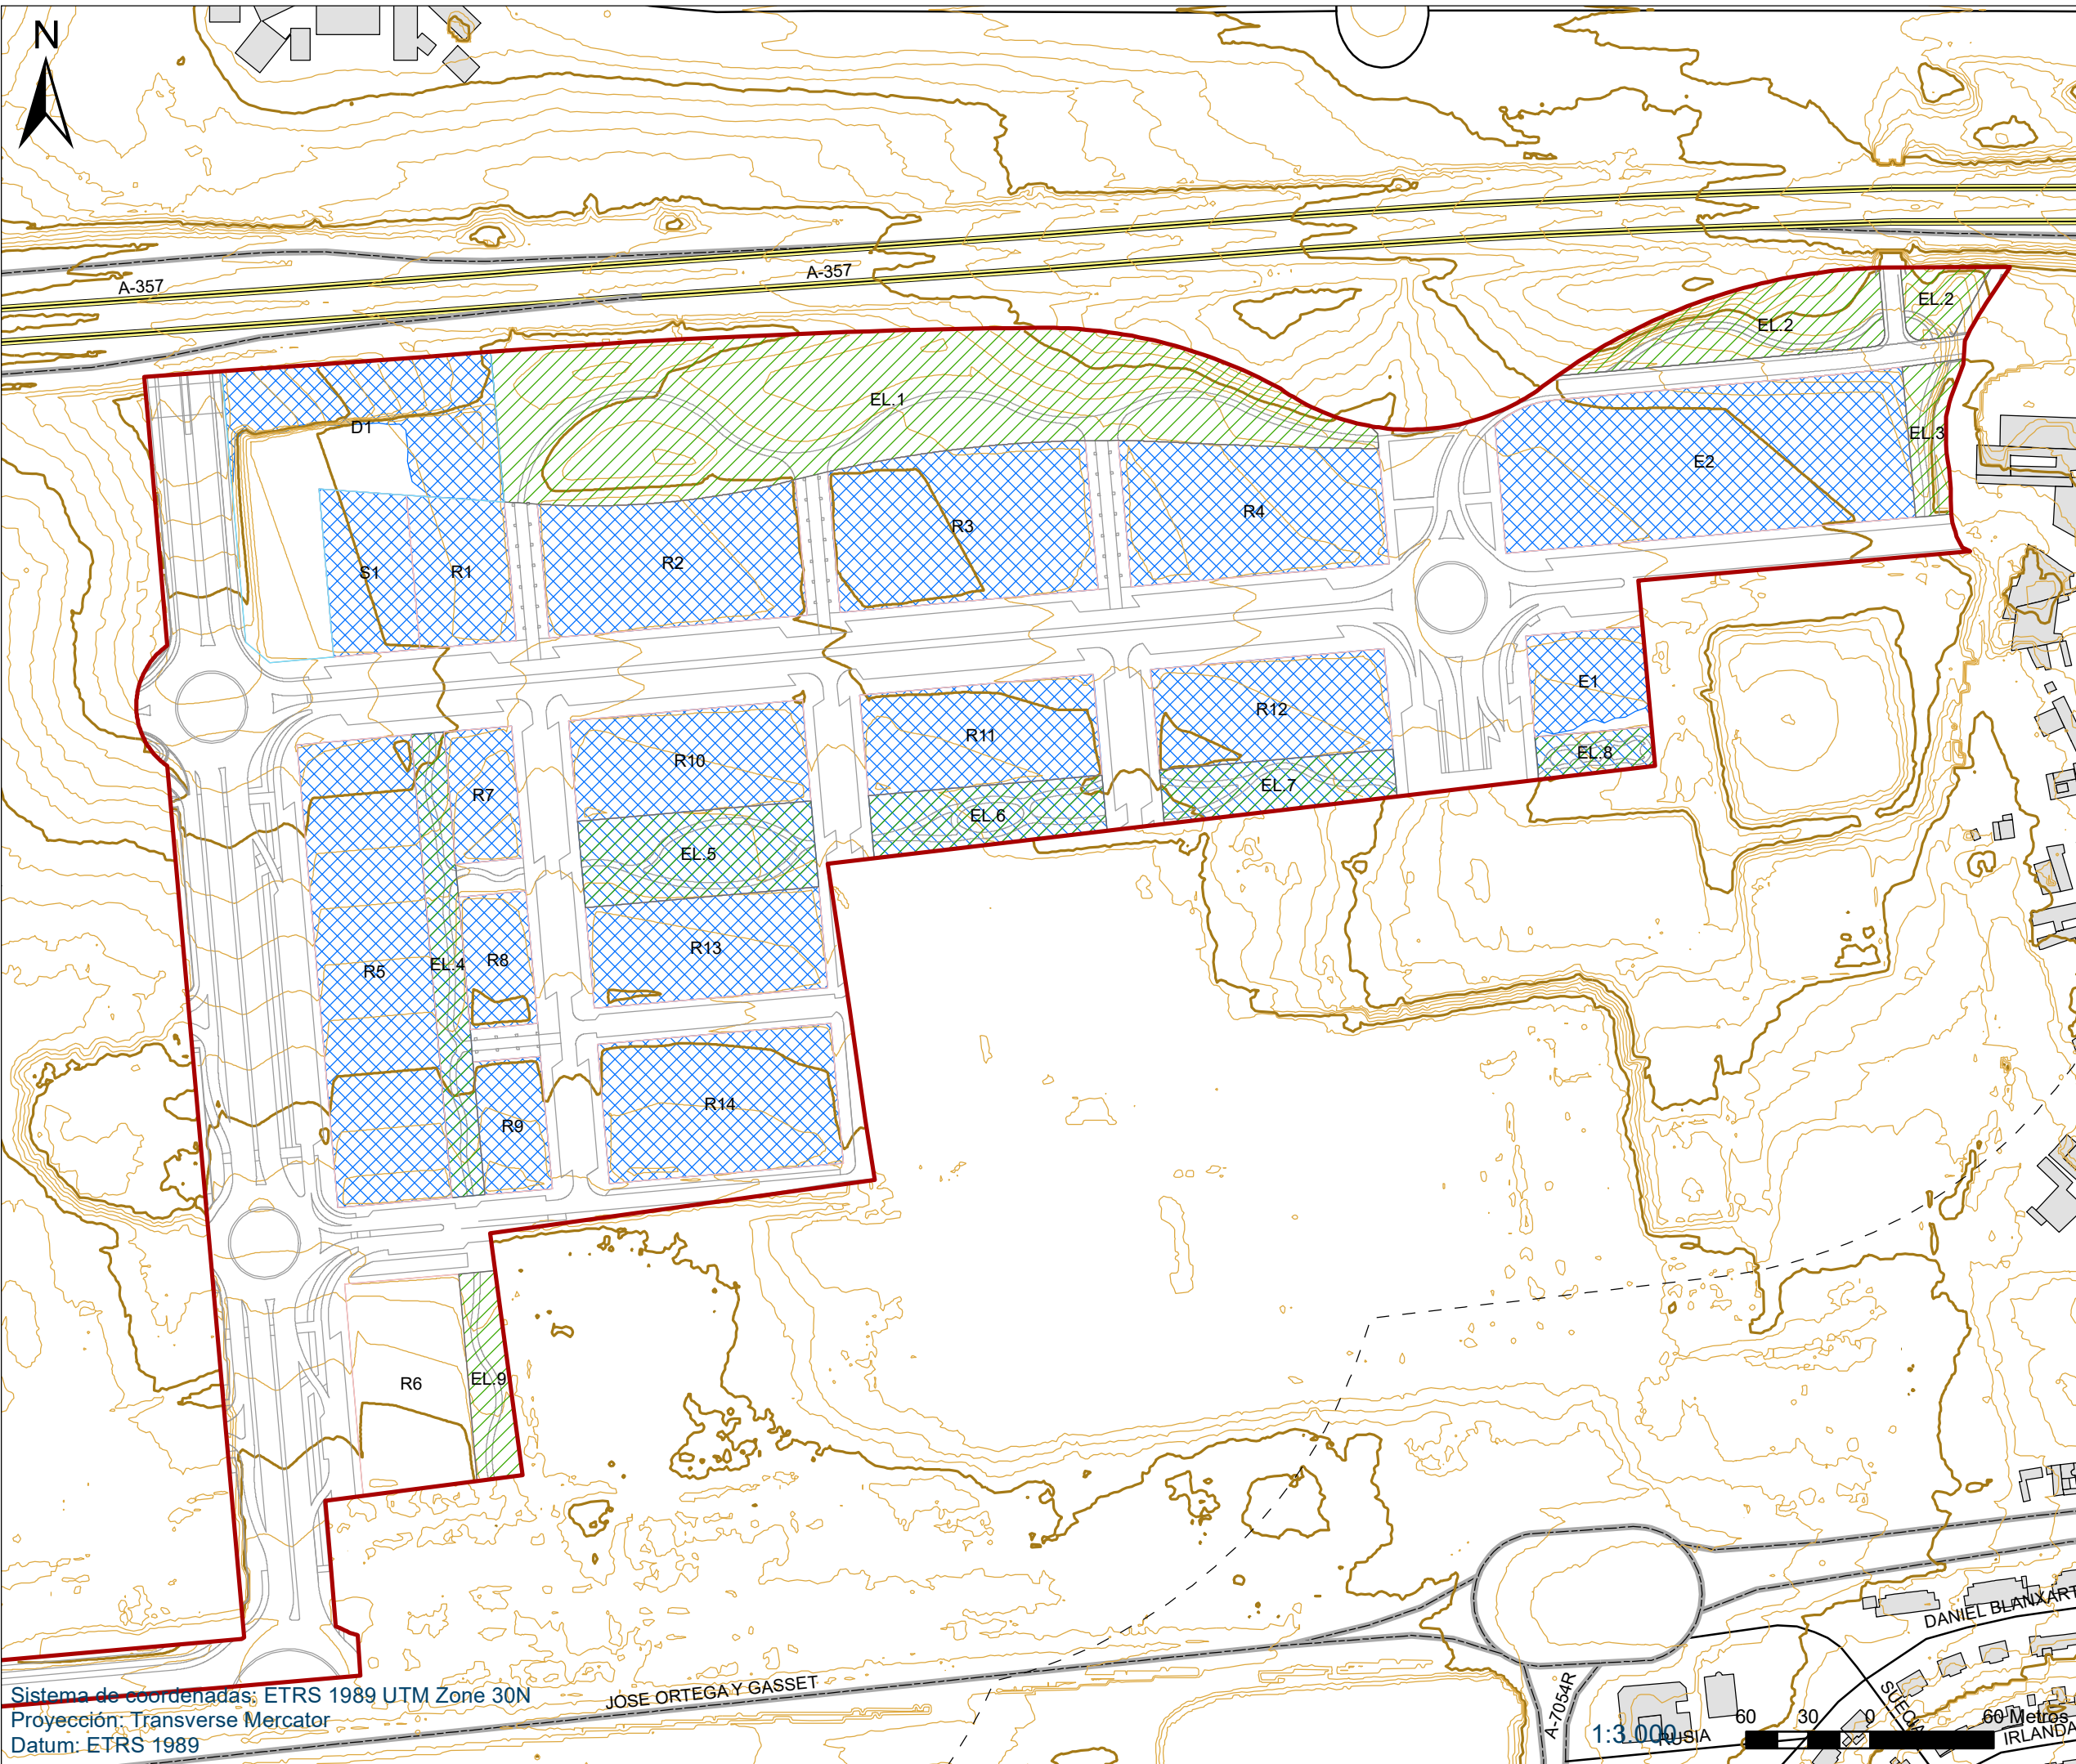 N
A-357
A-357
EL.2
EL.2
EL.1
D1
EL.3
E2
R4
R3
R2
S1
R1
E1
R12
R11
R10
EL.8
EL.7
R7
EL.6
EL.5
R13
R8
EL.4
R5
R14
R9
R6
EL.9
DANIEL BLANXART
JOSE ORTEGA Y GASSET
A-7054R
SUECIA
RUSIA
IRLANDA
Sistema de coordenadas: ETRS 1989 UTM Zone 30N
Proyección: Transverse Mercator
Datum: ETRS 1989
1:3.000
60 30 0 60 Metros